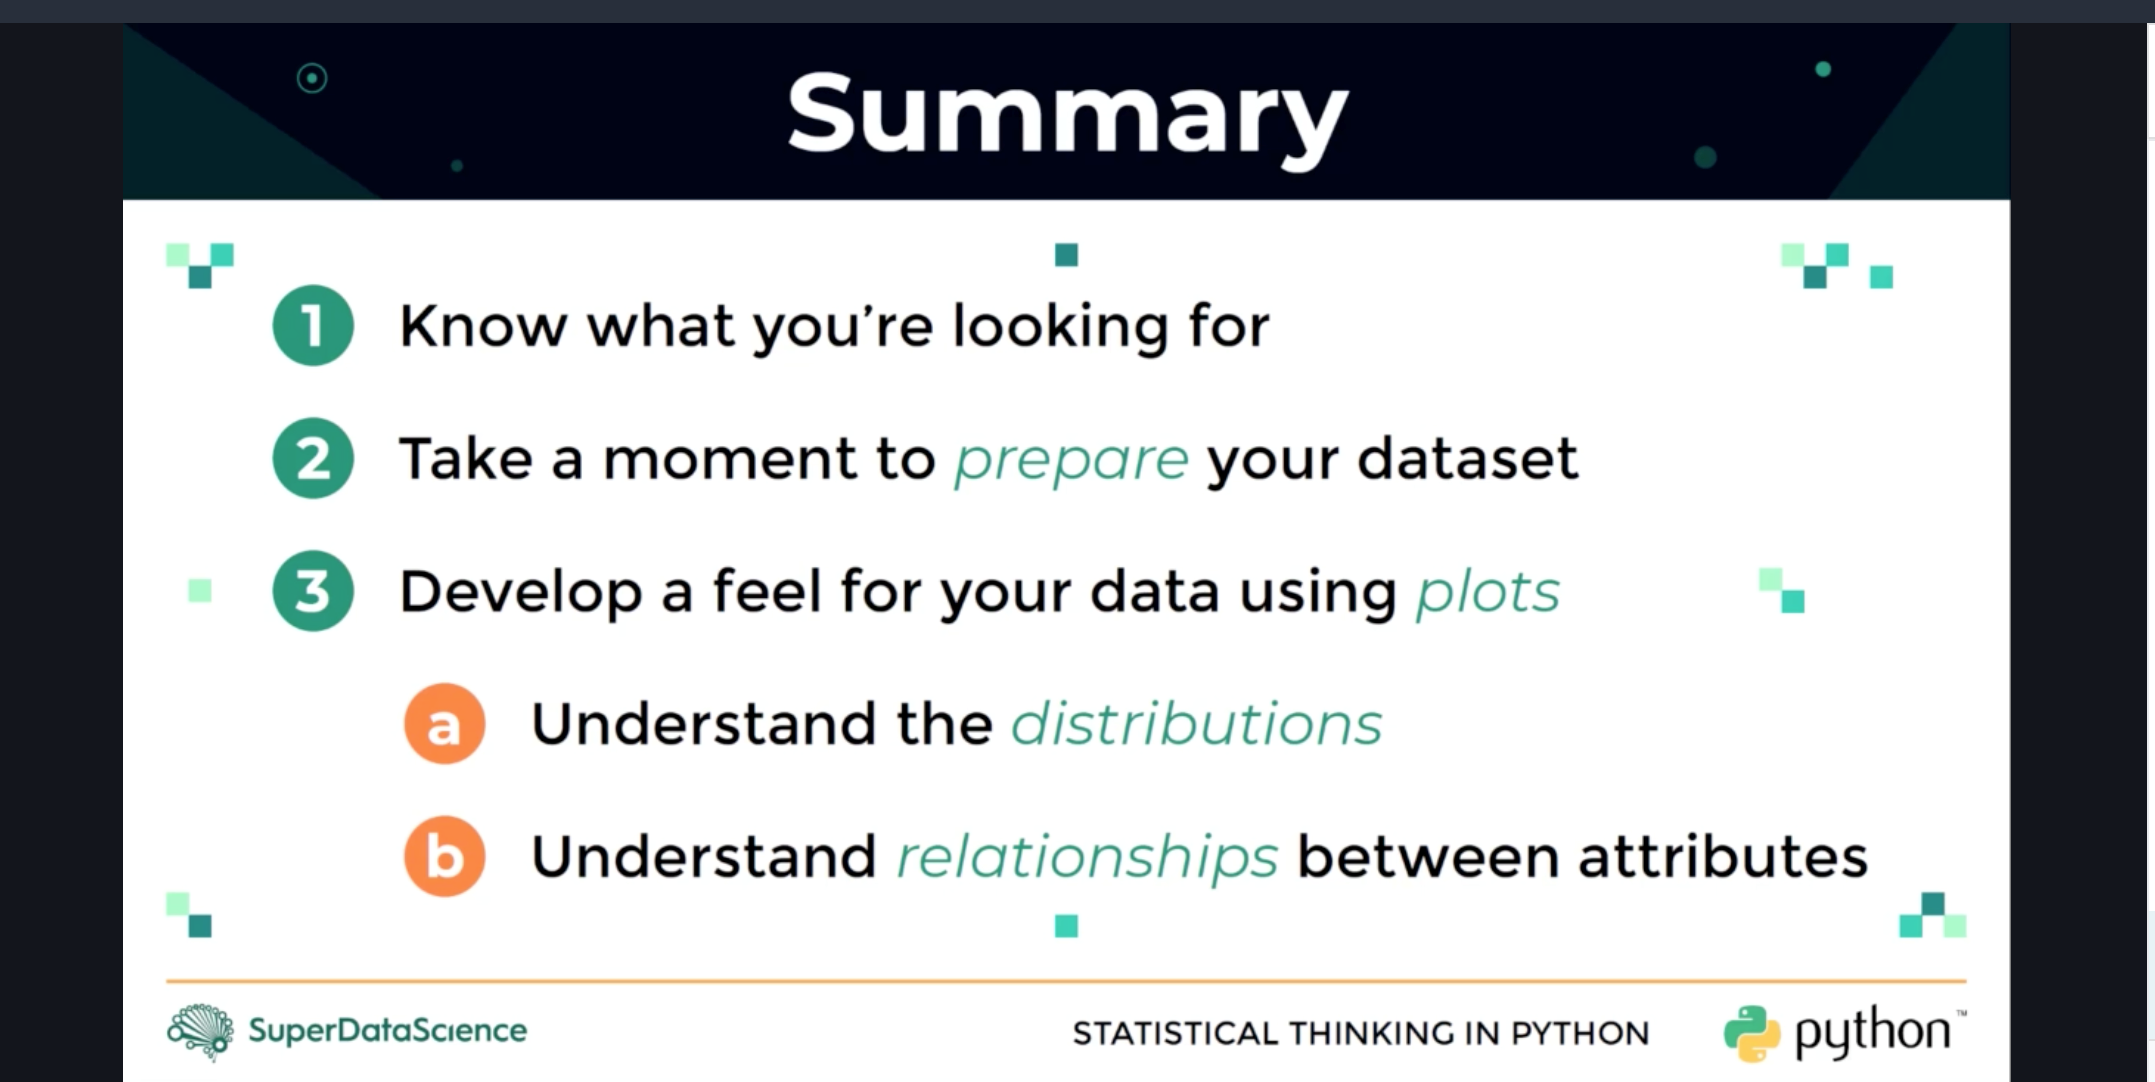 Summary
1 Know what you're looking for
2 Take a moment to prepare your dataset
3 Develop a feel for your data using plots
a Understand the distributions
b Understand relationships between attributes
SuperDataScience STATISTICAL THINKING IN PYTHON python™